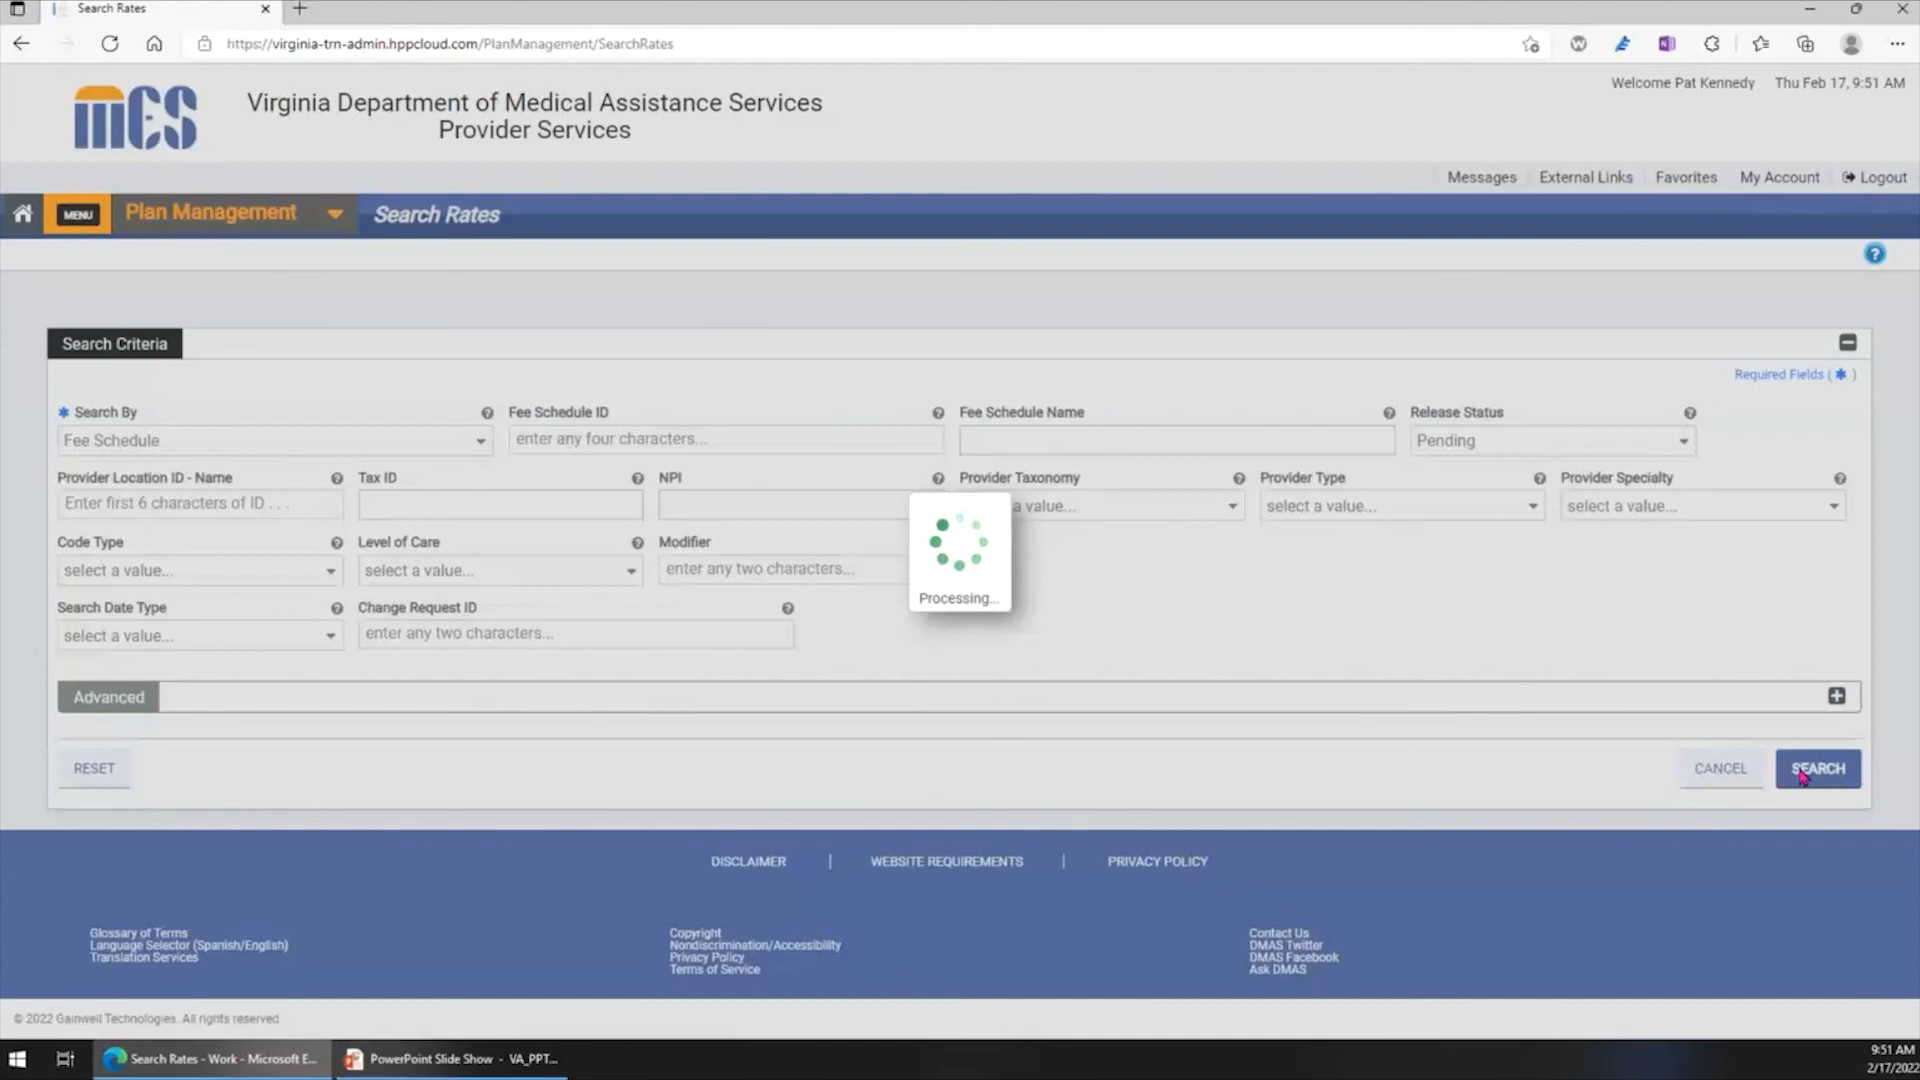 Search Rates
https://virginia-trn-admin.hppcloud.com/PlanManagement/SearchRates
Welcome Pat Kennedy Thu Feb 17, 9:51 AM
mes
Virginia Department of Medical Assistance Services
Provider Services
Messages External Links Favorites My Account Logout
MENU Plan Management Search Rates
Search Criteria
Required Fields ( * )
* Search By Fee Schedule ID Fee Schedule Name Release Status
Fee Schedule enter any four characters... Pending
Provider Location ID - Name Tax ID NPI Provider Taxonomy Provider Type Provider Specialty
Enter first 6 characters of ID . . . a value... select a value... select a value...
Code Type Level of Care Modifier
select a value... select a value... enter any two characters...
Processing...
Search Date Type Change Request ID
select a value... enter any two characters...
Advanced
RESET CANCEL SEARCH
DISCLAIMER | WEBSITE REQUIREMENTS | PRIVACY POLICY
Glossary of Terms Copyright Contact Us
Language Selector (Spanish/English) Nondiscrimination/Accessibility DMAS Twitter
Translation Services Privacy Policy DMAS Facebook
Terms of Service Ask DMAS
© 2022 Gainwell Technologies. All rights reserved
Search Rates - Work - Microsoft E... PowerPoint Slide Show - VA_PPT... 9:51 AM
2/17/2022